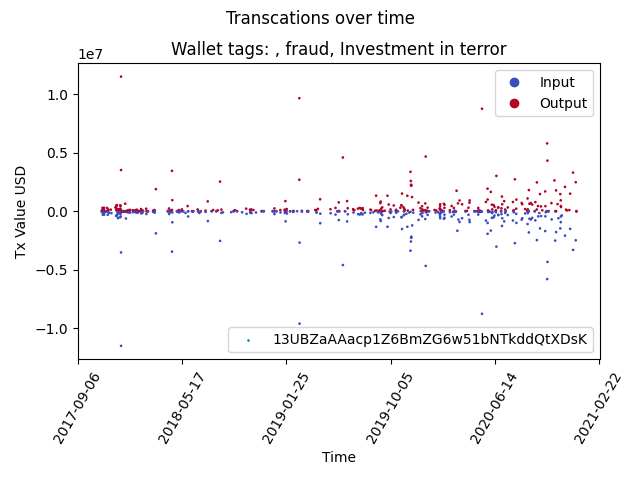 Transcations over time
Wallet tags: , fraud, Investment in terror
1e7
Input
Output
1.0
0.5
0.0
−0.5
−1.0
Tx Value USD
13UBZaAAacp1Z6BmZG6w51bNTkddQtXDsK
2017-09-06
2018-05-17
2019-01-25
2019-10-05
2020-06-14
2021-02-22
Time